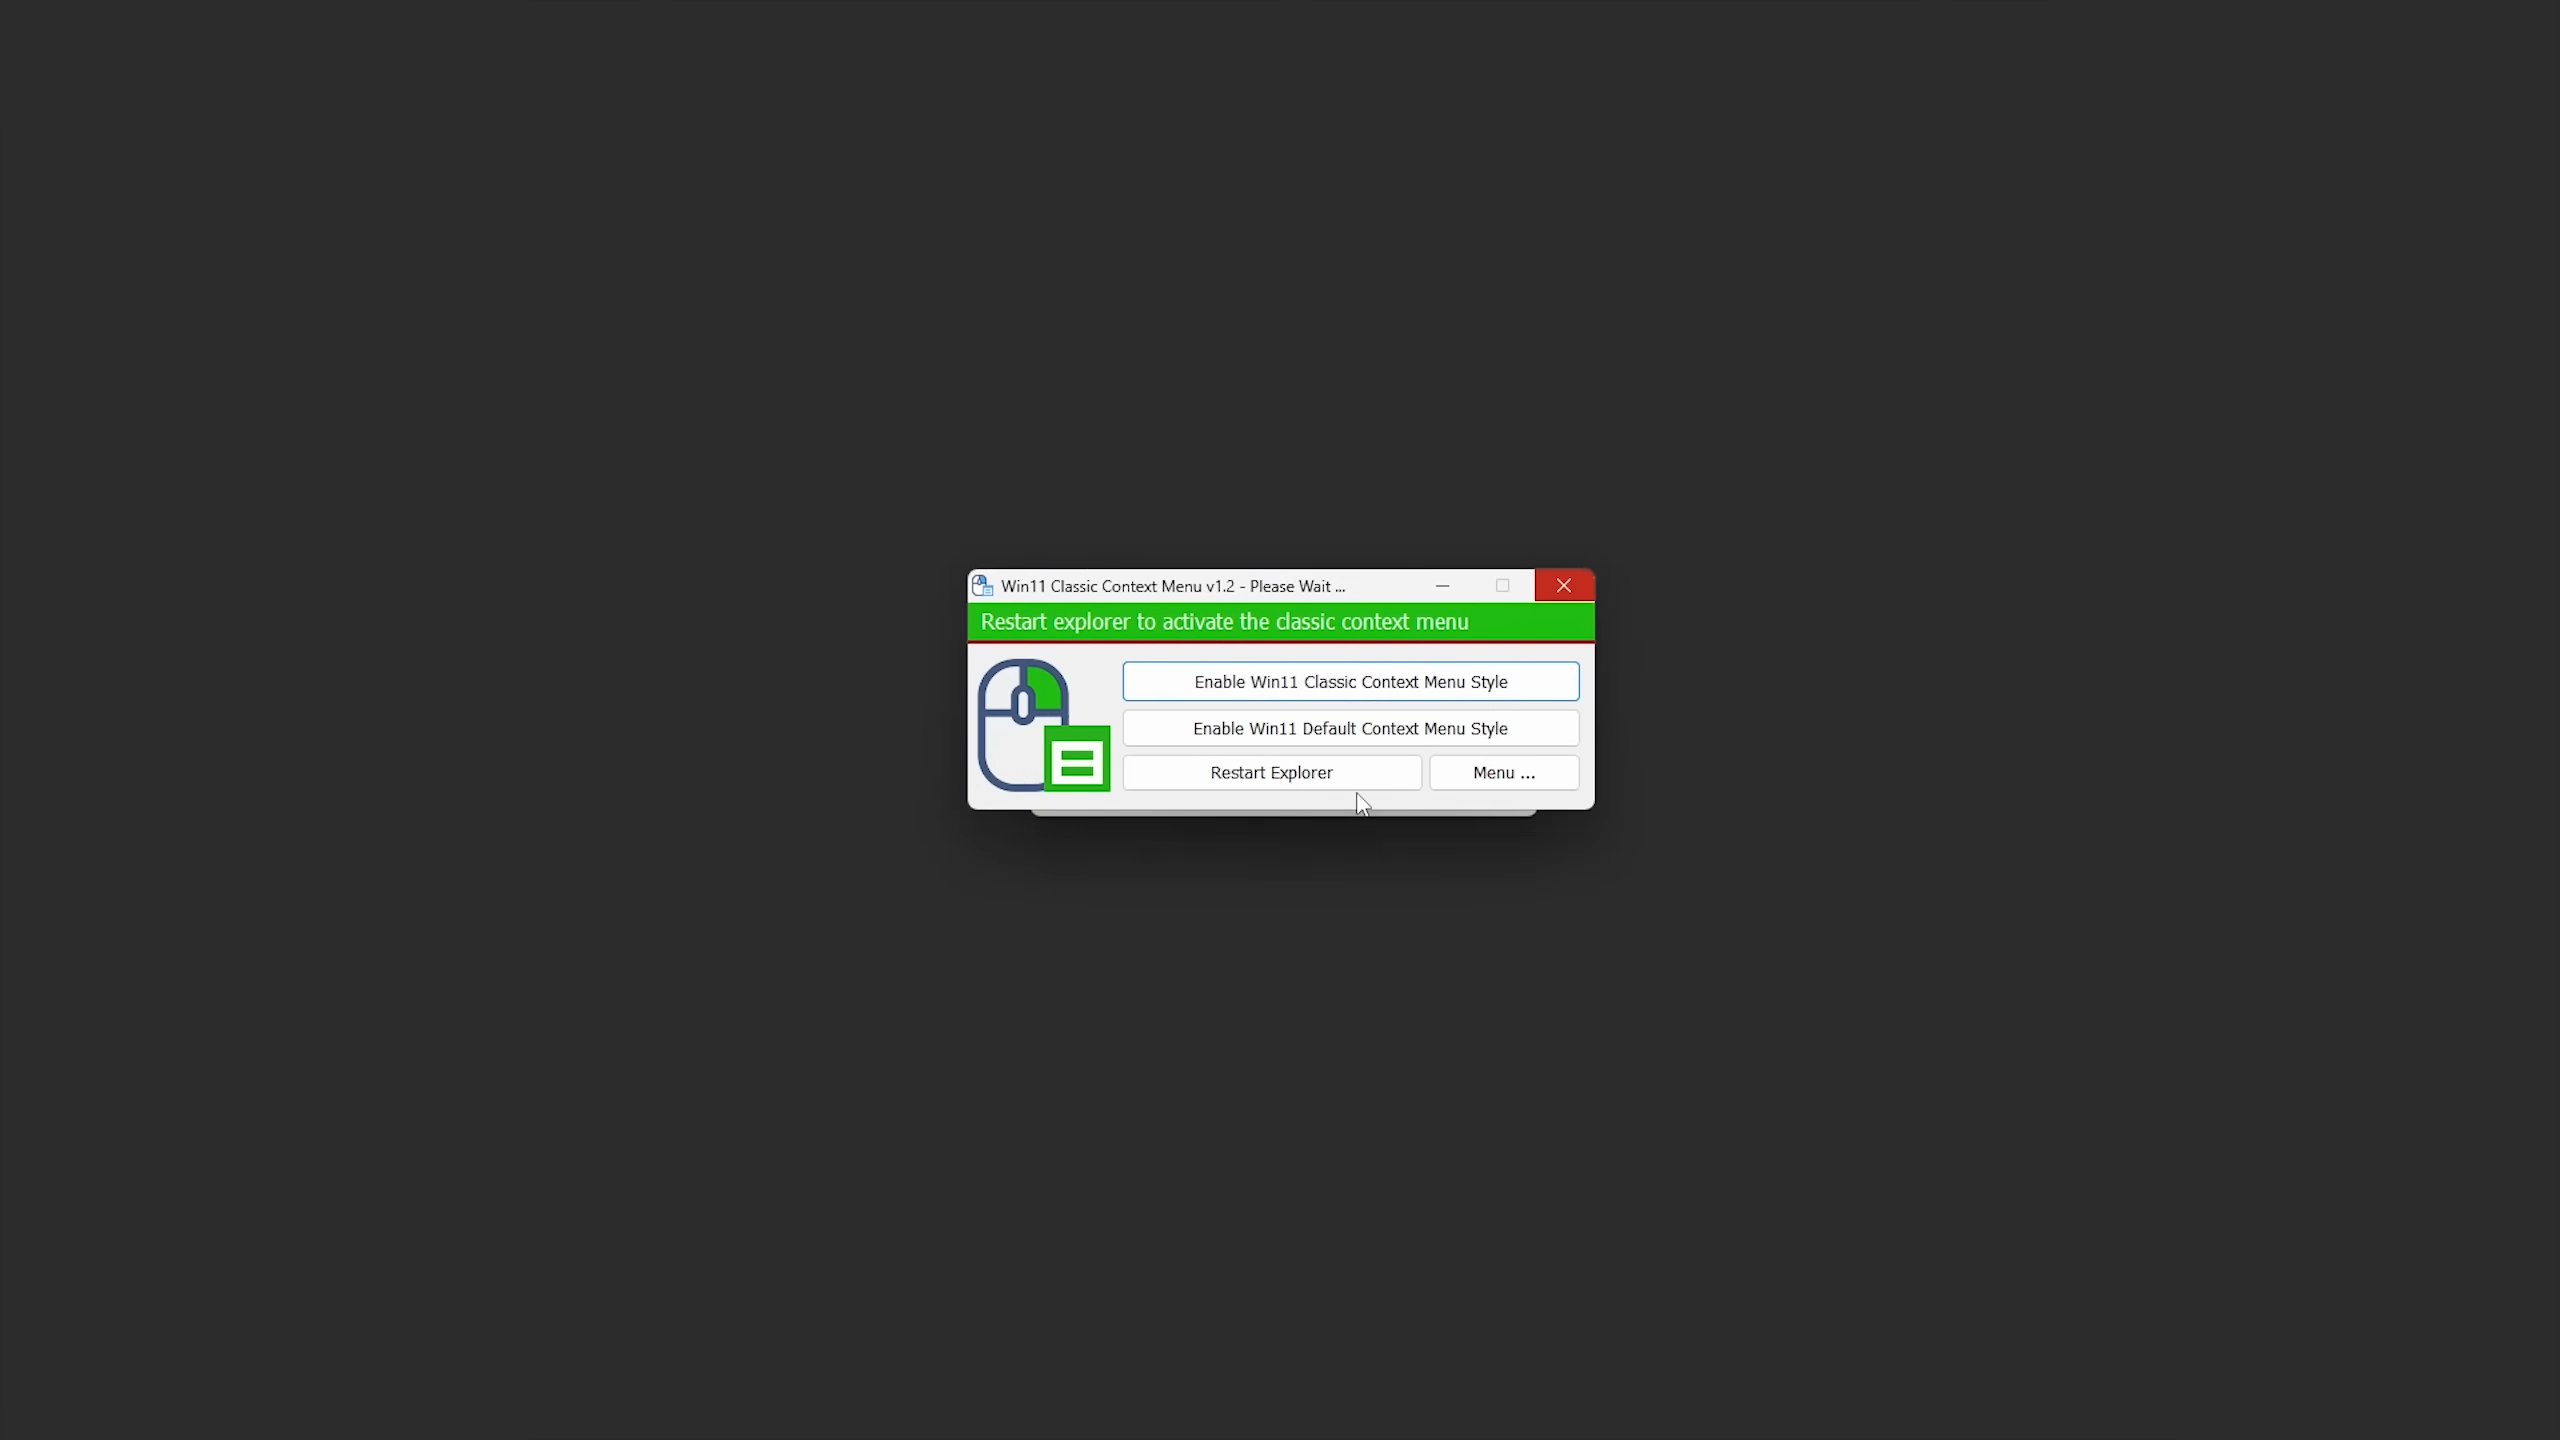 Win11 Classic Context Menu v1.2 - Please Wait ...
Restart explorer to activate the classic context menu
Enable Win11 Classic Context Menu Style
Enable Win11 Default Context Menu Style
Restart Explorer
Menu ...